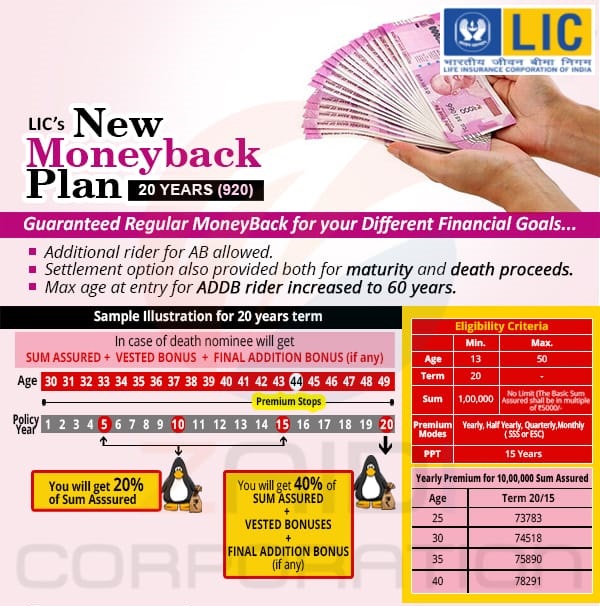 LIC
भारतीय जीवन बीमा निगम
LIFE INSURANCE CORPORATION OF INDIA
LIC's New
Moneyback
Plan 20 YEARS (920)
Guaranteed Regular MoneyBack for your Different Financial Goals...
Additional rider for AB allowed.
Settlement option also provided both for maturity and death proceeds.
Max age at entry for ADDB rider increased to 60 years.
Sample Illustration for 20 years term
In case of death nominee will get
SUM ASSURED + VESTED BONUS + FINAL ADDITION BONUS (if any)
Age 30 31 32 33 34 35 36 37 38 39 40 41 42 43 44 45 46 47 48 49
Premium Stops
Policy
Year 1 2 3 4 5 6 7 8 9 10 11 12 13 14 15 16 17 18 19 20
You will get 20%
of Sum Asssured
You will get 40% of
SUM ASSURED
+
VESTED BONUSES
+
FINAL ADDITION BONUS
(if any)
Eligibility Criteria
Min. Max.
Age 13 50
Term 20 -
Sum 1,00,000 No Limit (The Basic Sum
Assured shall be in multiple
of ₹5000/-
Premium
Modes Yearly, Half Yearly, Quarterly,Monthly
( SSS or ESC)
PPT 15 Years
Yearly Premium for 10,00,000 Sum Assured
Age Term 20/15
25 73783
30 74518
35 75890
40 78291
ZAIDI
CORPORATION